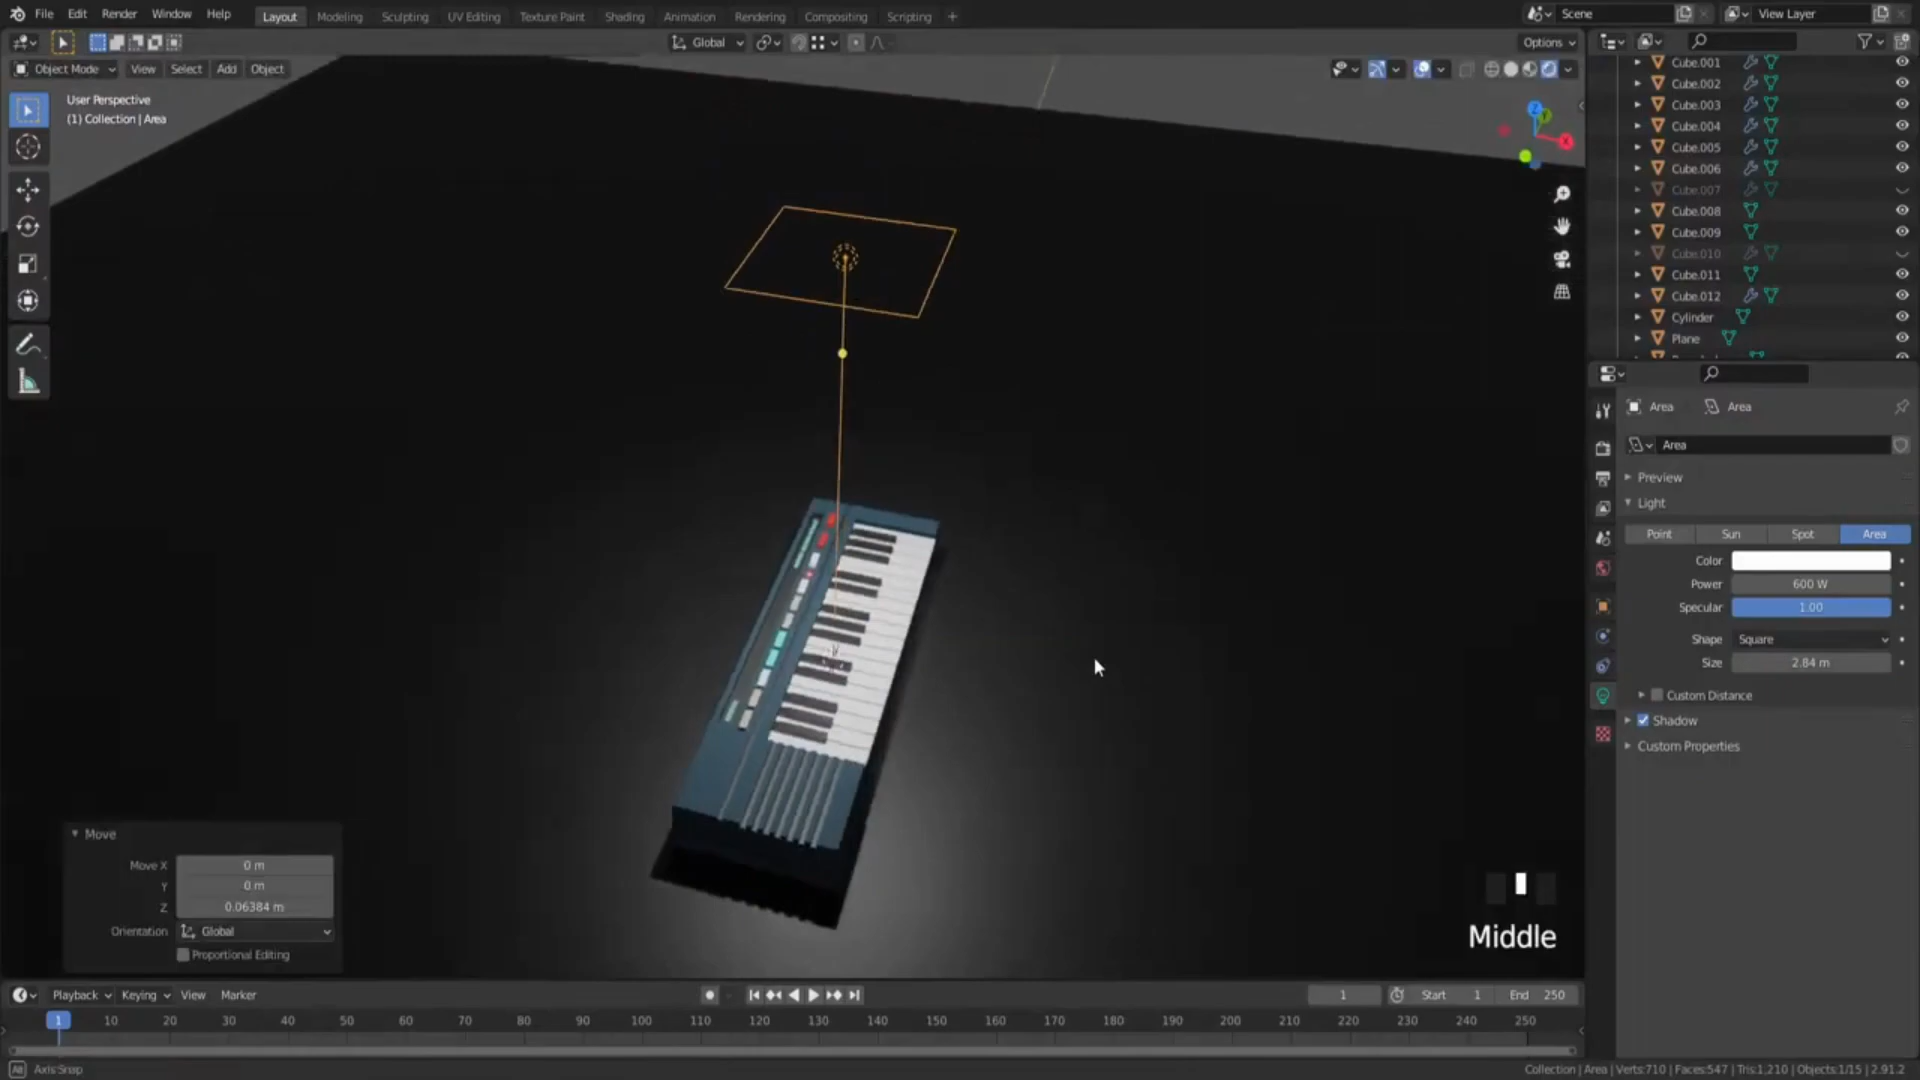 File Edit Render Window Help
Layout Modeling Sculpting UV Editing Texture Paint Shading Animation Rendering Compositing Scripting +
Scene
View Layer
Global
Options
Object Mode View Select Add Object
User Perspective
(1) Collection | Area
Z
Y
X
Cube.001
Cube.002
Cube.003
Cube.004
Cube.005
Cube.006
Cube.007
Cube.008
Cube.009
Cube.010
Cube.011
Cube.012
Cylinder
Plane
Area
Area
Area
Preview
Light
Point Sun Spot Area
Color
Power 600 W
Specular 1.00
Shape Square
Size 2.84 m
Custom Distance
Shadow
Custom Properties
Move
Move X 0 m
Y 0 m
Z 0.06384 m
Orientation Global
Proportional Editing
Middle
Playback Keying View Marker
1
Start 1
End 250
1 10 20 30 40 50 60 70 80 90 100 110 120 130 140 150 160 170 180 190 200 210 220 230 240 250
Alt Axis Snap
Collection | Area | Verts:710 | Faces:547 | Tris:1,210 | Objects:1/15 | 2.91.2